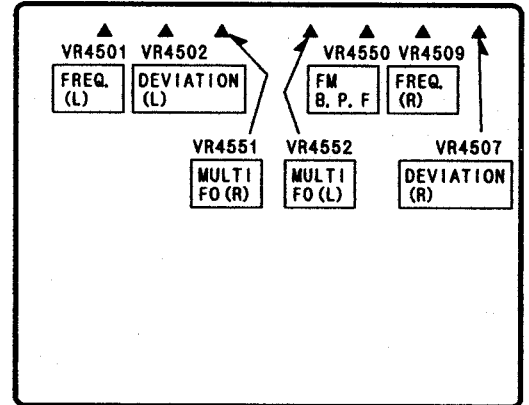 VR4501 VR4502 VR4550 VR4509
FREQ. (L)
DEVIATION (L)
FM B. P. F
FREQ. (R)
VR4551 VR4552 VR4507
MULTI FO (R)
MULTI FO (L)
DEVIATION (R)